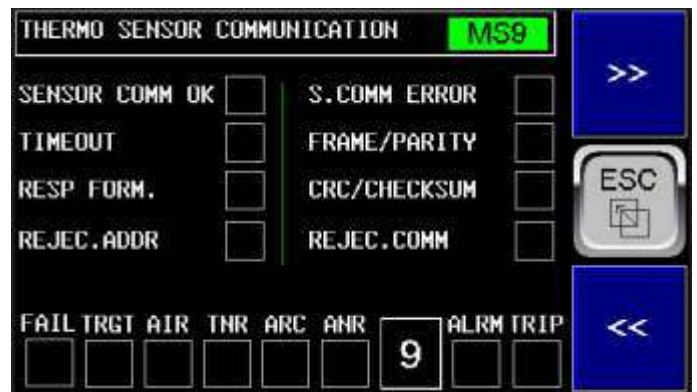 THERMO SENSOR COMMUNICATION MS9
>>
SENSOR COMM OK S.COMM ERROR
TIMEOUT FRAME/PARITY
RESP FORM. CRC/CHECKSUM
ESC
REJEC.ADDR REJEC.COMM
FAIL TRGT AIR TNR ARC ANR 9 ALRM TRIP
<<